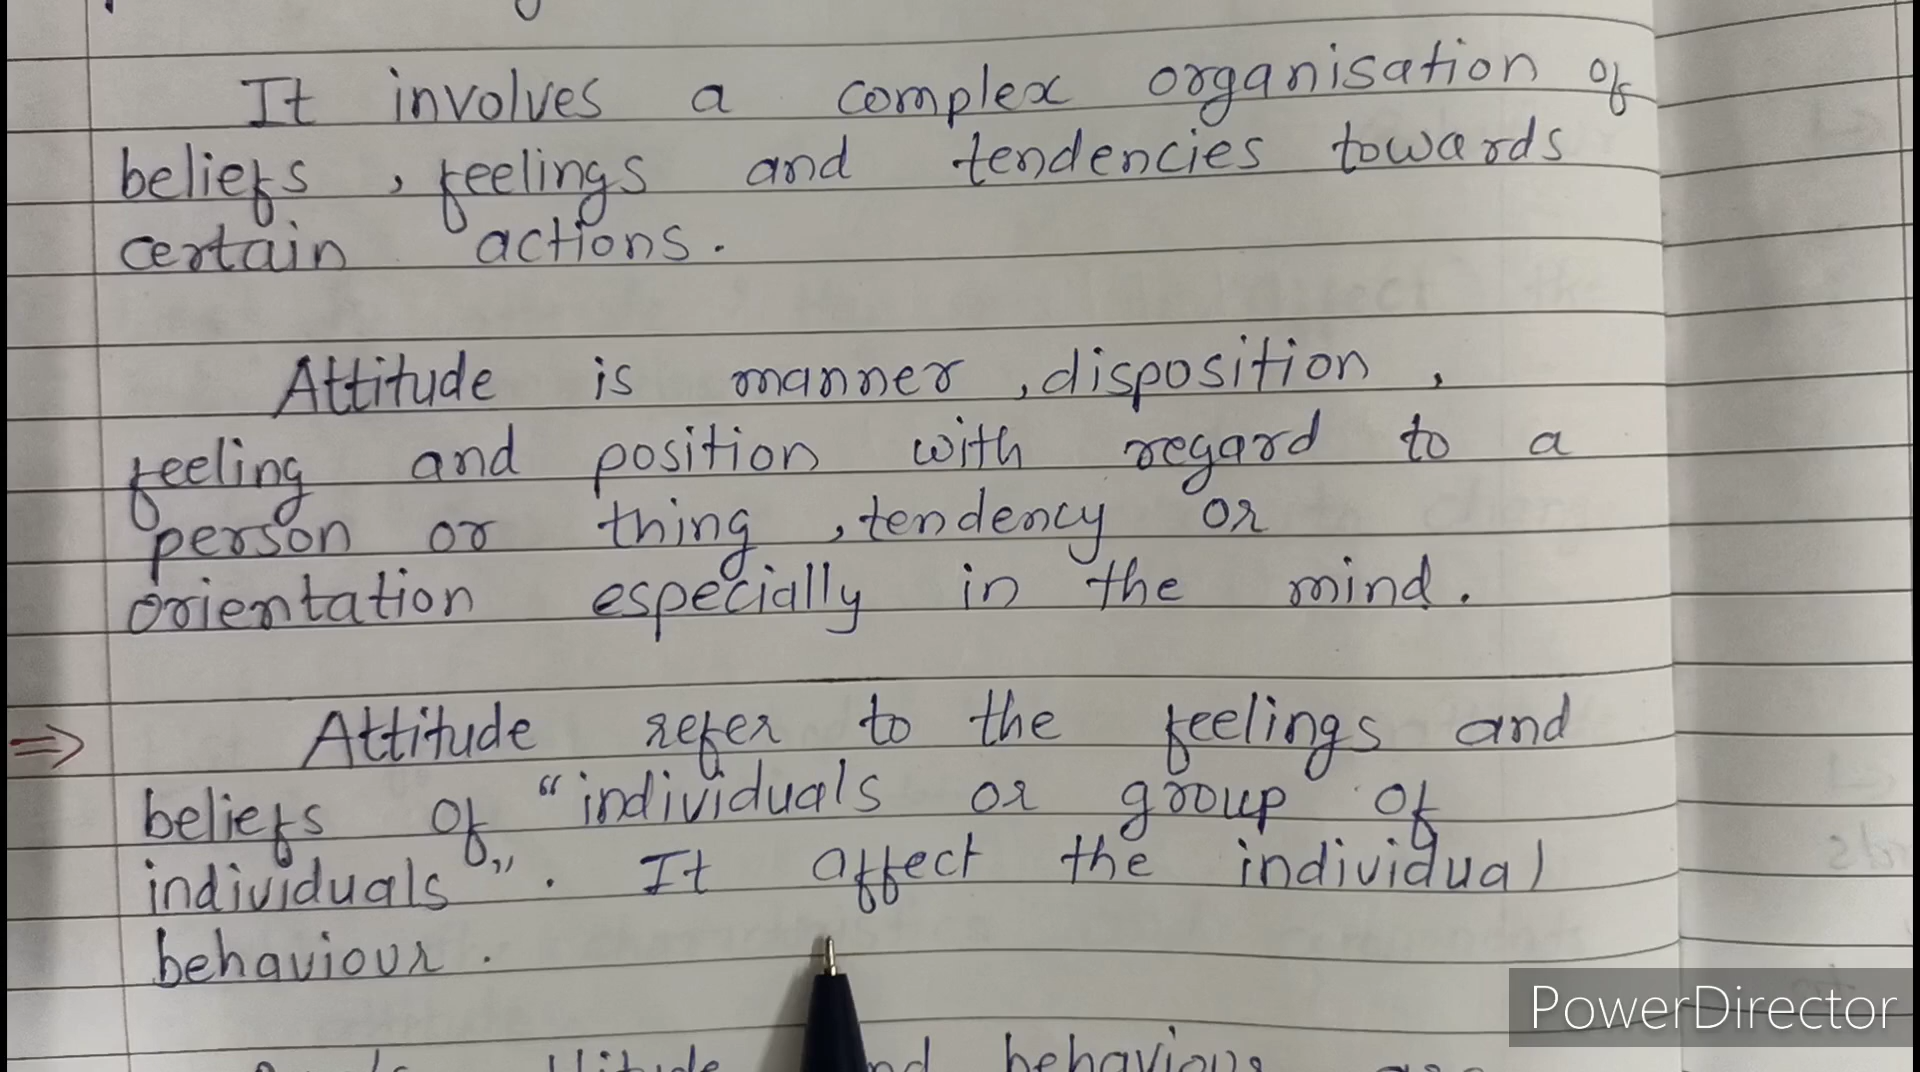 It involves a complex organisation of
beliefs, feelings and tendencies towards
certain actions.
Attitude is manner, disposition,
feeling and position with regard to a
person or thing, tendency or
orientation especially in the mind.
⇒ Attitude refer to the feelings and
beliefs of "individuals or group of
individuals". It affect the individual
behaviour.
behaviour
PowerDirector